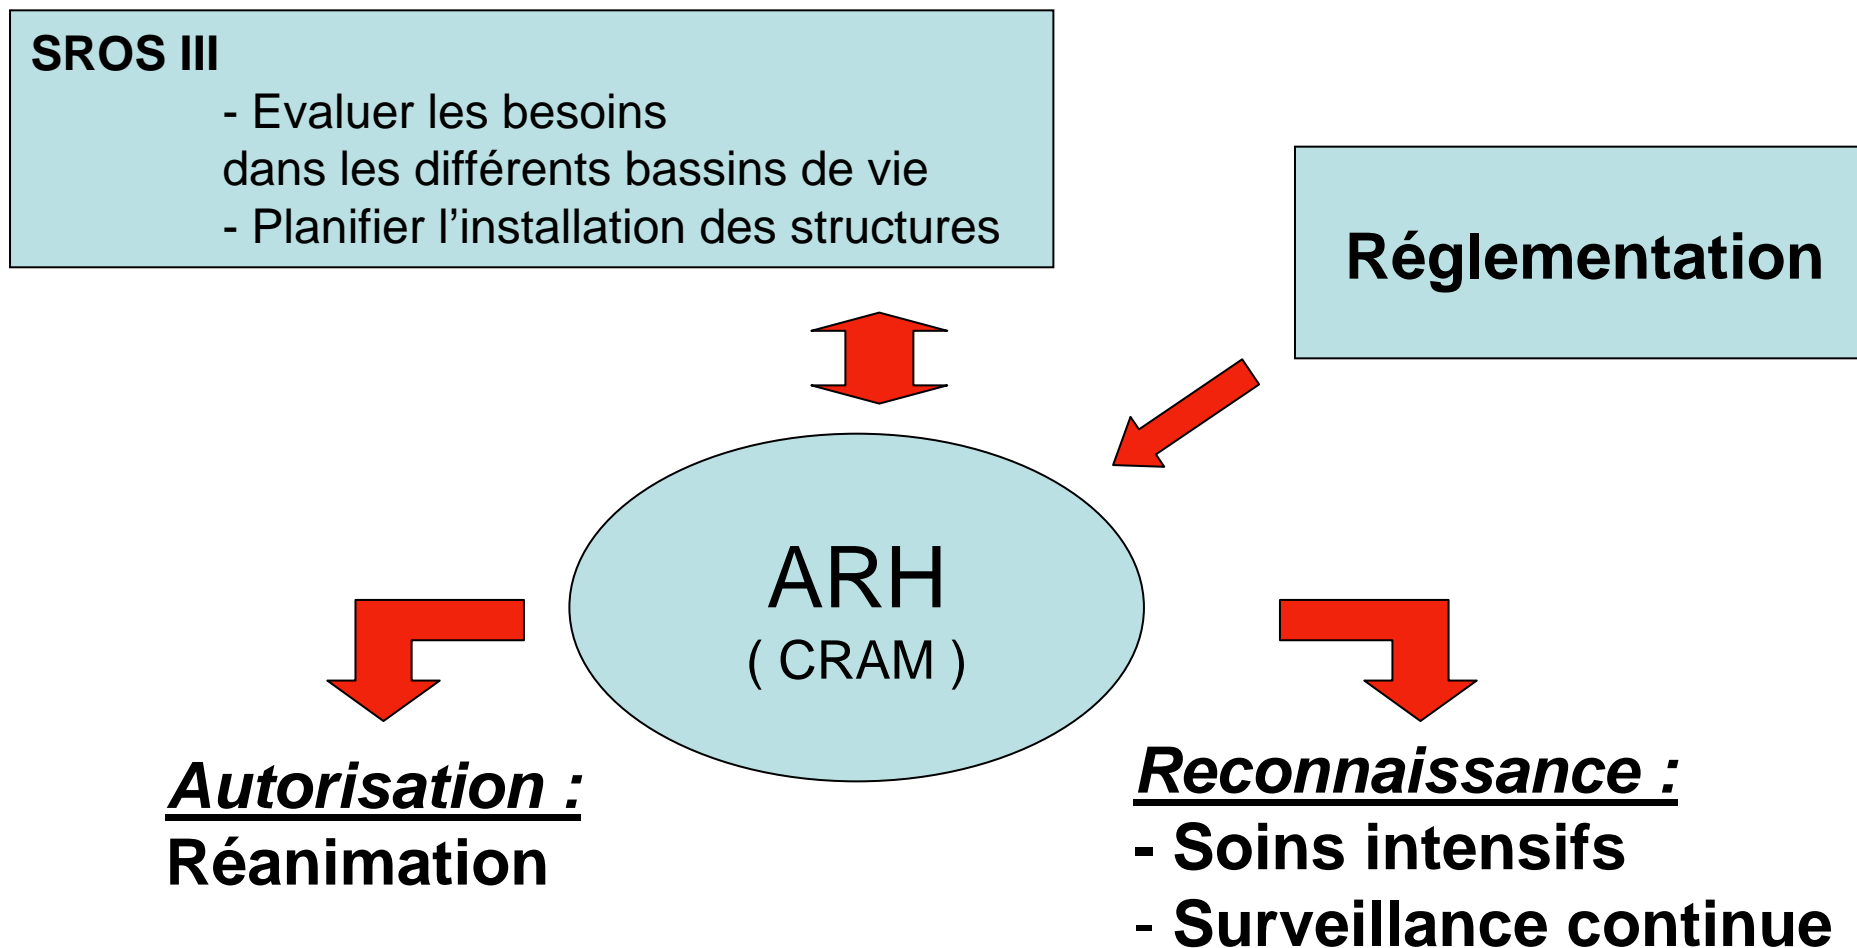 SROS III
- Evaluer les besoins
dans les différents bassins de vie
- Planifier l’installation des structures
Réglementation
ARH
( CRAM )
Autorisation :
Réanimation
Reconnaissance :
- Soins intensifs
- Surveillance continue